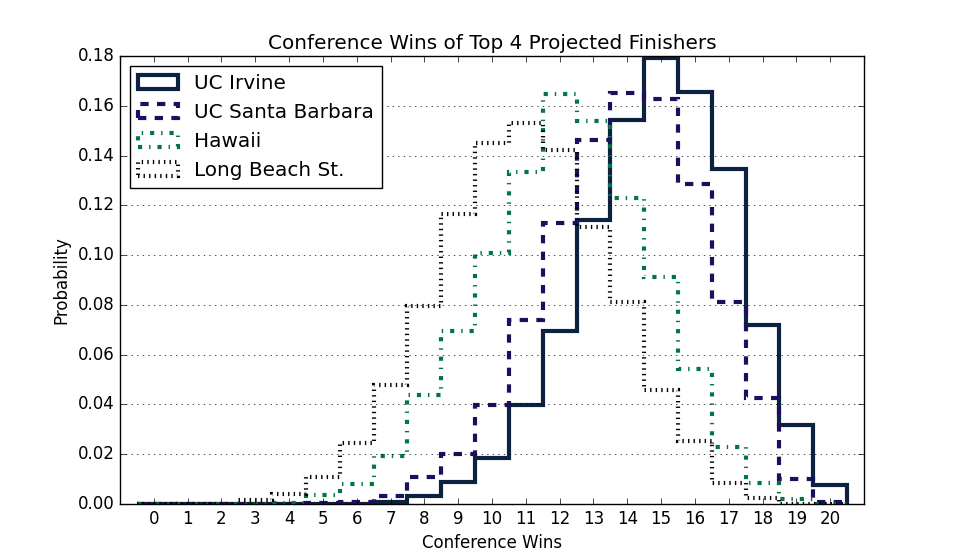 Conference Wins of Top 4 Projected Finishers
UC Irvine
UC Santa Barbara
Hawaii
Long Beach St.
0.18
0.16
0.14
0.12
0.10
0.08
0.06
0.04
0.02
0.00
Probability
0 1 2 3 4 5 6 7 8 9 10 11 12 13 14 15 16 17 18 19 20
Conference Wins